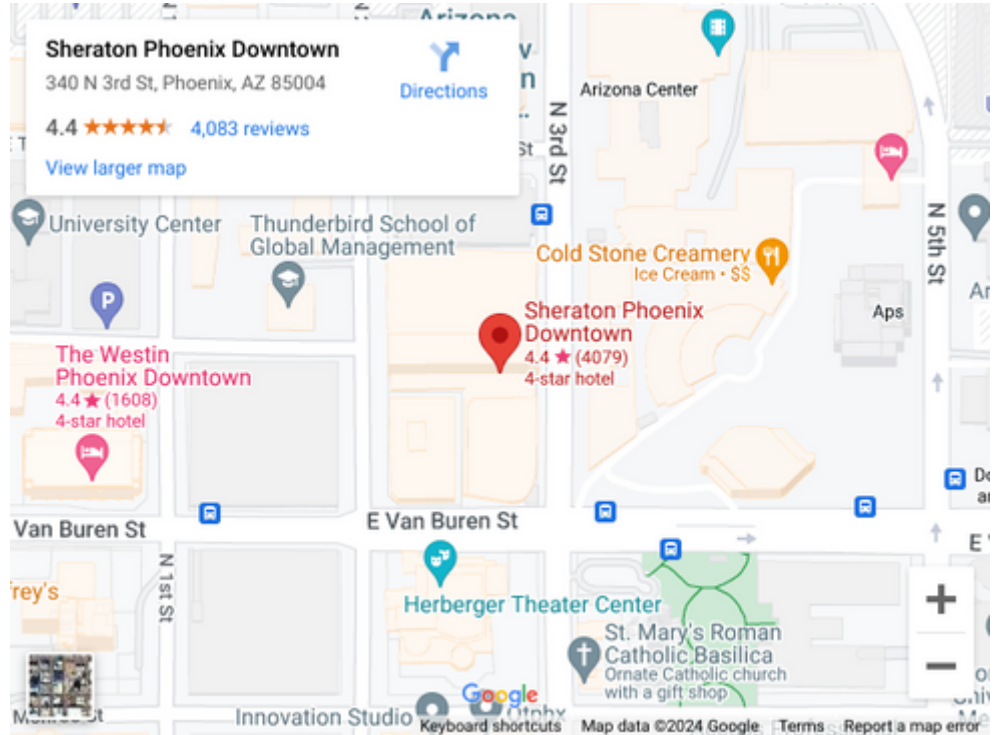 Sheraton Phoenix Downtown
340 N 3rd St, Phoenix, AZ 85004
4.4
4,083 reviews
View larger map
Directions
Arizona
Arizona Center
N 3rd St
St
N 5th St
University Center
Thunderbird School of
Global Management
Cold Stone Creamery
Ice Cream • $$
P
Sheraton Phoenix
Downtown
4.4 ★ (4079)
4-star hotel
Aps
The Westin
Phoenix Downtown
4.4 ★ (1608)
4-star hotel
Van Buren St
E Van Buren St
N 1st St
rey's
Herberger Theater Center
St. Mary's Roman
Catholic Basilica
Ornate Catholic church
with a gift shop
+
−
Innovation Studio
Google
Keyboard shortcuts
Map data ©2024 Google
Terms
Report a map error